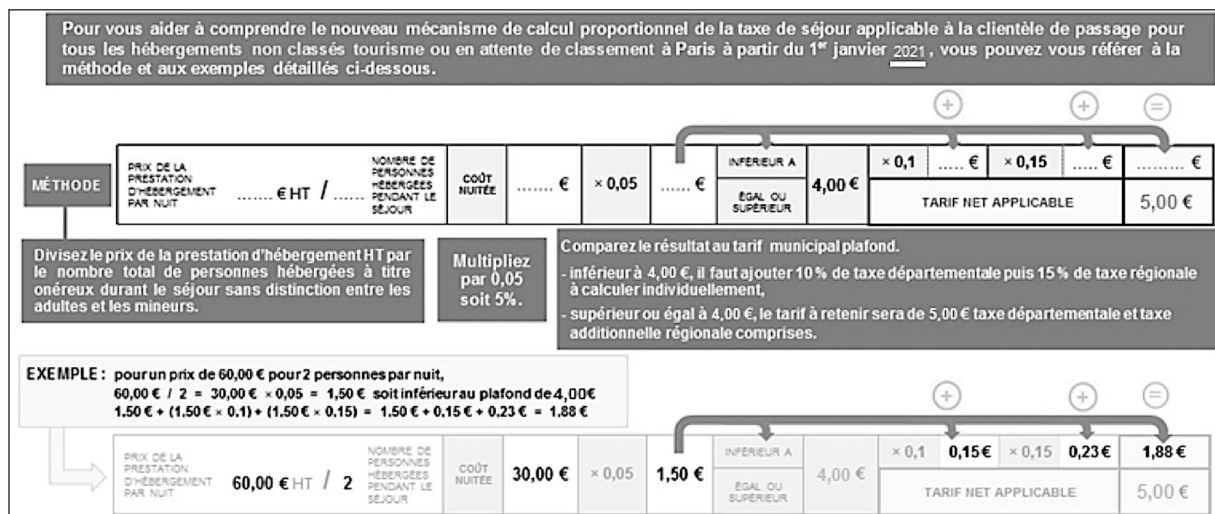 Pour vous aider à comprendre le nouveau mécanisme de calcul proportionnel de la taxe de séjour applicable à la clientèle de passage pour
tous les hébergements non classés tourisme ou en attente de classement à Paris à partir du 1er janvier 2021, vous pouvez vous référer à la
méthode et aux exemples détaillés ci-dessous.
+ + =
MÉTHODE
PRIX DE LA
PRESTATION
D'HÉBERGEMENT
PAR NUIT
....... € HT / ......
NOMBRE DE
PERSONNES
HÉBERGÉES
PENDANT LE
SÉJOUR
COÛT
NUITÉE
....... €
× 0,05
...... €
INFÉRIEUR A
ÉGAL OU
SUPÉRIEUR
4,00 €
× 0,1 ..... € × 0,15 ..... € ......... €
TARIF NET APPLICABLE 5,00 €
Divisez le prix de la prestation d'hébergement HT par
le nombre total de personnes hébergées à titre
onéreux durant le séjour sans distinction entre les
adultes et les mineurs.
Multipliez
par 0,05
soit 5%.
Comparez le résultat au tarif municipal plafond.
- inférieur à 4,00 €, il faut ajouter 10 % de taxe départementale puis 15 % de taxe régionale
à calculer individuellement,
- supérieur ou égal à 4,00 €, le tarif à retenir sera de 5,00 € taxe départementale et taxe
additionnelle régionale comprises.
EXEMPLE : pour un prix de 60,00 € pour 2 personnes par nuit,
60,00 € / 2 = 30,00 € × 0,05 = 1,50 € soit inférieur au plafond de 4,00€
1,50 € + (1,50 € × 0,1) + (1,50 € × 0,15) = 1,50 € + 0,15 € + 0,23 € = 1,88 €
+ + =
PRIX DE LA
PRESTATION
D'HÉBERGEMENT
PAR NUIT
60,00 € HT / 2
NOMBRE DE
PERSONNES
HÉBERGÉES
PENDANT LE
SÉJOUR
COÛT
NUITÉE
30,00 €
× 0,05
1,50 €
INFÉRIEUR A
ÉGAL OU
SUPÉRIEUR
4,00 €
× 0,1 0,15 € × 0,15 0,23 € 1,88 €
TARIF NET APPLICABLE 5,00 €